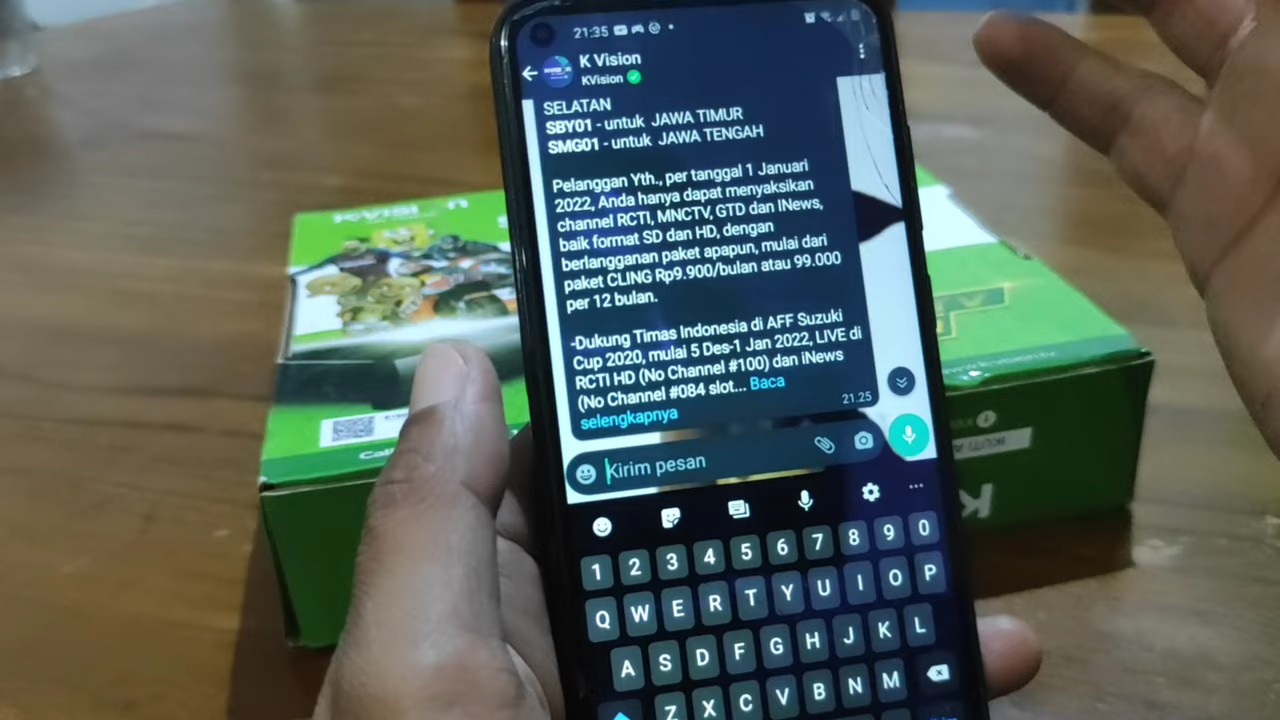 21:35
K Vision
KVision
SELATAN
SBY01 - untuk JAWA TIMUR
SMG01 - untuk JAWA TENGAH
Pelanggan Yth., per tanggal 1 Januari
2022, Anda hanya dapat menyaksikan
channel RCTI, MNCTV, GTD dan INews,
baik format SD dan HD, dengan
berlangganan paket apapun, mulai dari
paket CLING Rp9.900/bulan atau 99.000
per 12 bulan.
-Dukung Timas Indonesia di AFF Suzuki
Cup 2020, mulai 5 Des-1 Jan 2022, LIVE di
RCTI HD (No Channel #100) dan iNews
(No Channel #084 slot... Baca
selengkapnya
21.25
Kirim pesan
1 2 3 4 5 6 7 8 9 0
Q W E R T Y U I O P
A S D F G H J K L
Z X C V B N M
K-VISION